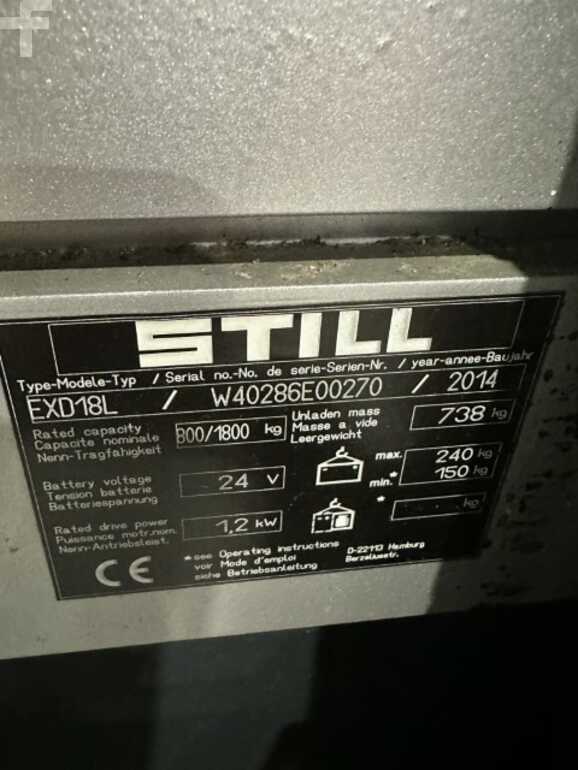 STILL
Type-Modele-Typ / Serial no.-No. de serie-Serien-Nr. / year-annee-Baujahr
EXD18L / W40286E00270 / 2014
Rated capacity
Capacite nominale
Nenn-Tragfähigkeit
800/1800 kg
Unladen mass
Masse a vide
Leergewicht
738 kg
Battery voltage
Tension batterie
Batteriespannung
24 V
max. 240 kg
* min. 150 kg
Rated drive power
Puissance motr.nom.
Nenn-Antriebsleist.
1,2 kW
* kg
CE
*see Operating instructions
voir Mode d'emploi
siehe Betriebsanleitung
D-22113 Hamburg
Berzeliusstr.